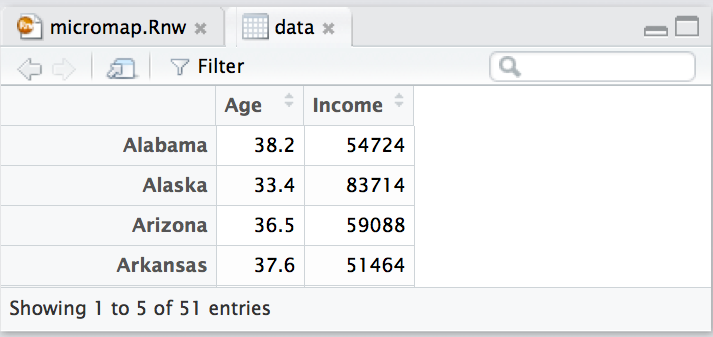 micromap.Rnw data
Filter
Age Income
Alabama 38.2 54724
Alaska 33.4 83714
Arizona 36.5 59088
Arkansas 37.6 51464
Showing 1 to 5 of 51 entries